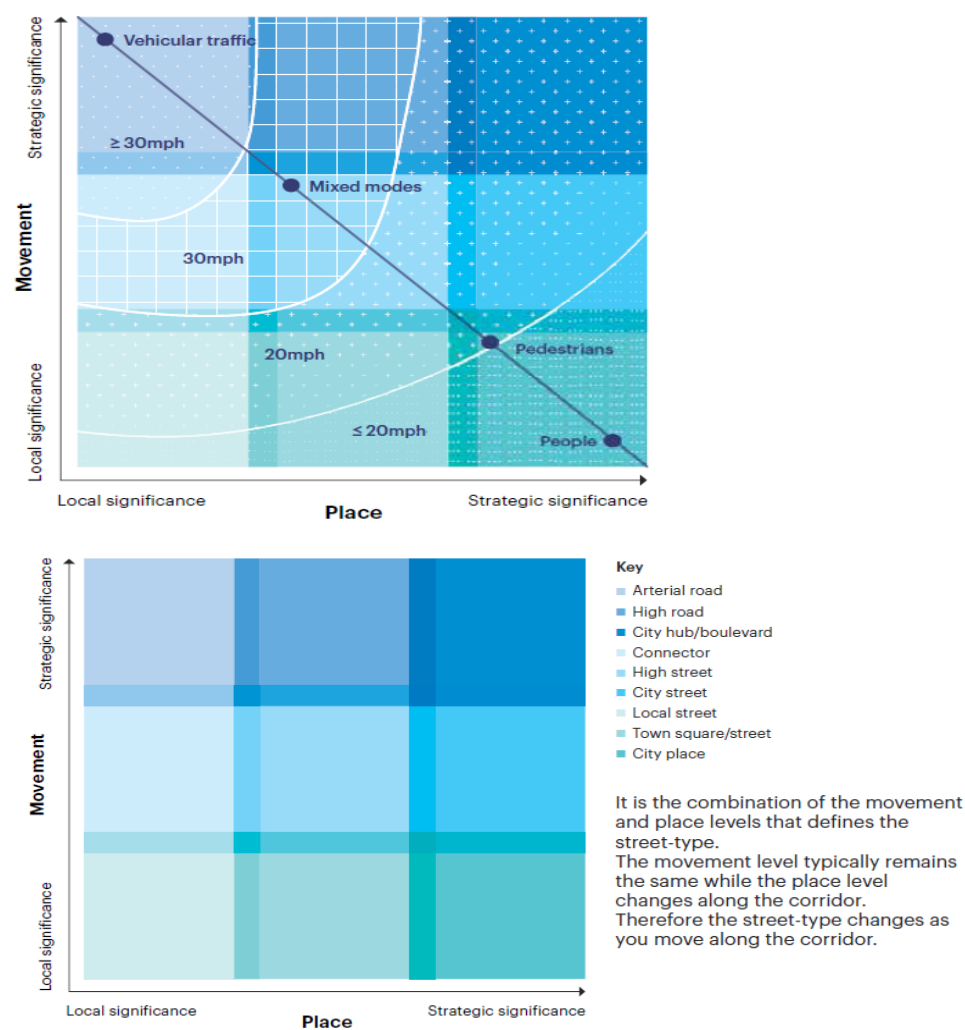 Strategic significance
Movement
Local significance
Vehicular traffic
≥ 30mph
Mixed modes
30mph
20mph
Pedestrians
≤ 20mph
People
Local significance
Strategic significance
Place
Strategic significance
Movement
Local significance
Local significance
Strategic significance
Place
Key
Arterial road
High road
City hub/boulevard
Connector
High street
City street
Local street
Town square/street
City place
It is the combination of the movement
and place levels that defines the
street-type.
The movement level typically remains
the same while the place level
changes along the corridor.
Therefore the street-type changes as
you move along the corridor.